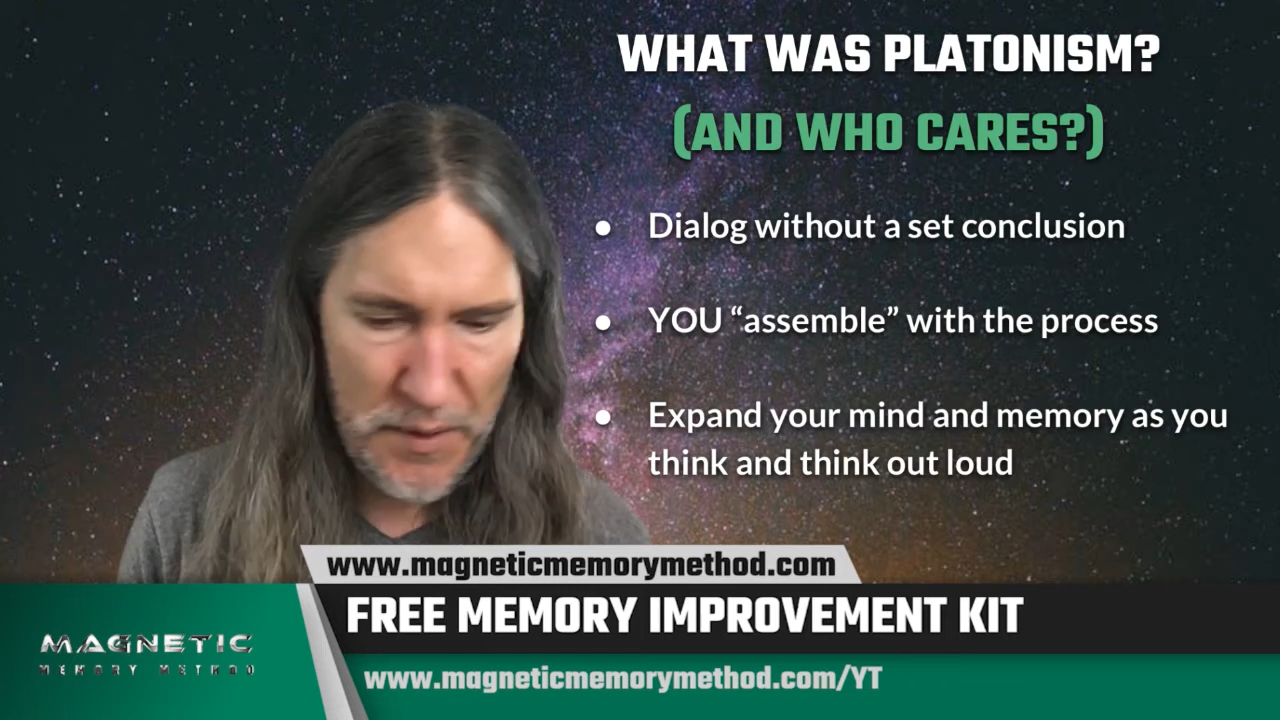 WHAT WAS PLATONISM?
(AND WHO CARES?)
● Dialog without a set conclusion
● YOU “assemble” with the process
● Expand your mind and memory as you
think and think out loud
www.magneticmemorymethod.com
FREE MEMORY IMPROVEMENT KIT
MAGNETIC
MEMORY METHOD
www.magneticmemorymethod.com/YT